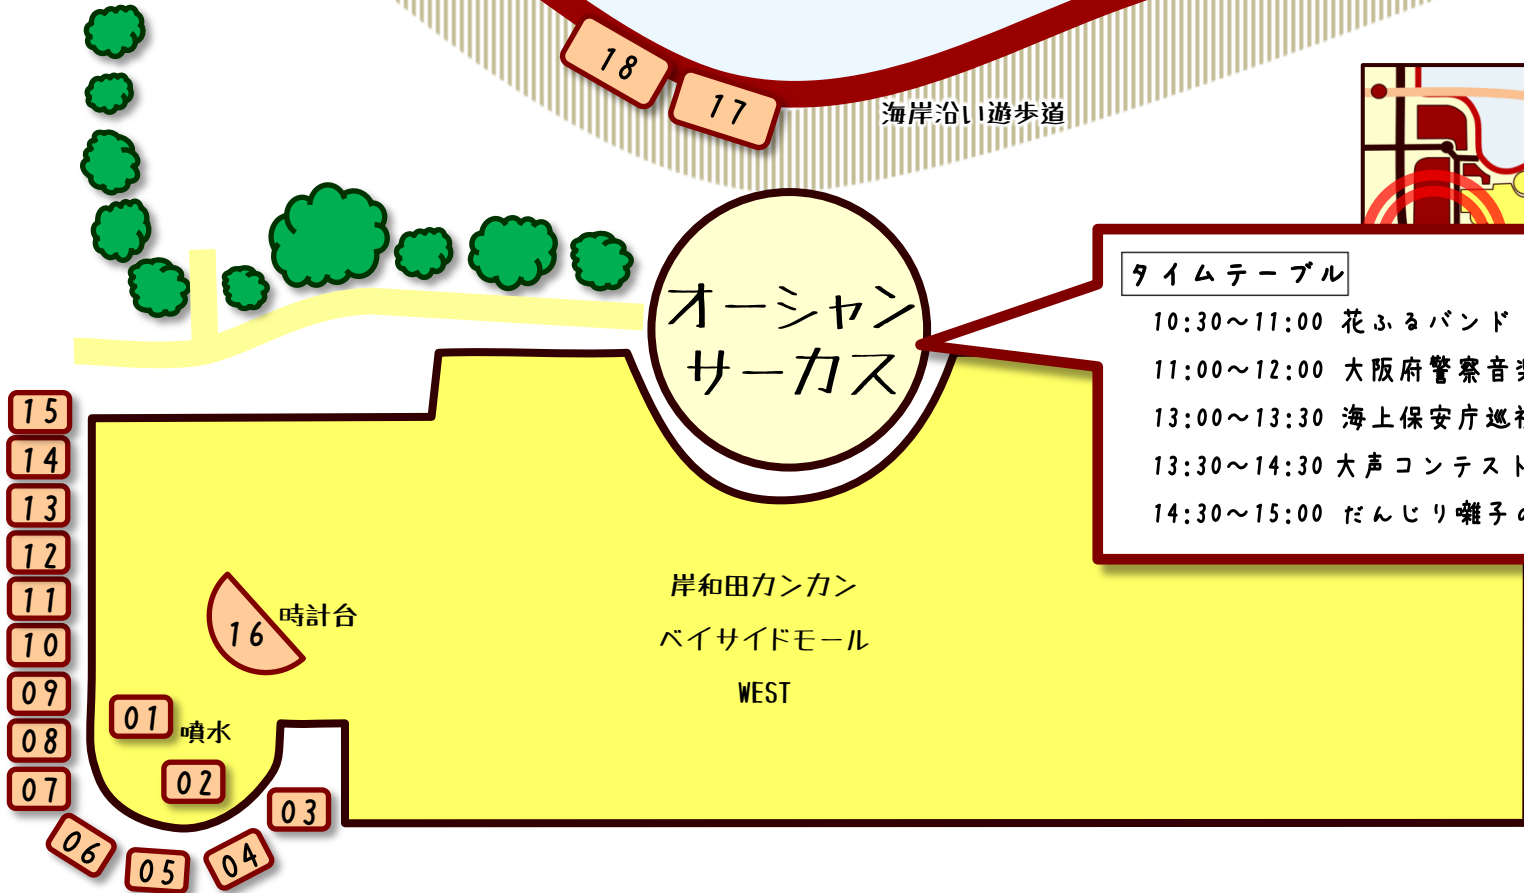 18
17
海岸沿い遊歩道
オーシャン
サーカス
タイムテーブル
10:30～11:00 花ふるバンド
11:00～12:00 大阪府警察音
13:00～13:30 海上保安庁巡
13:30～14:30 大声コンテスト
14:30～15:00 だんじり囃子
15
14
13
12
11
10
09
08
07
06
05
04
03
02
01
噴水
16
時計台
岸和田カンカン
ベイサイドモール
WEST